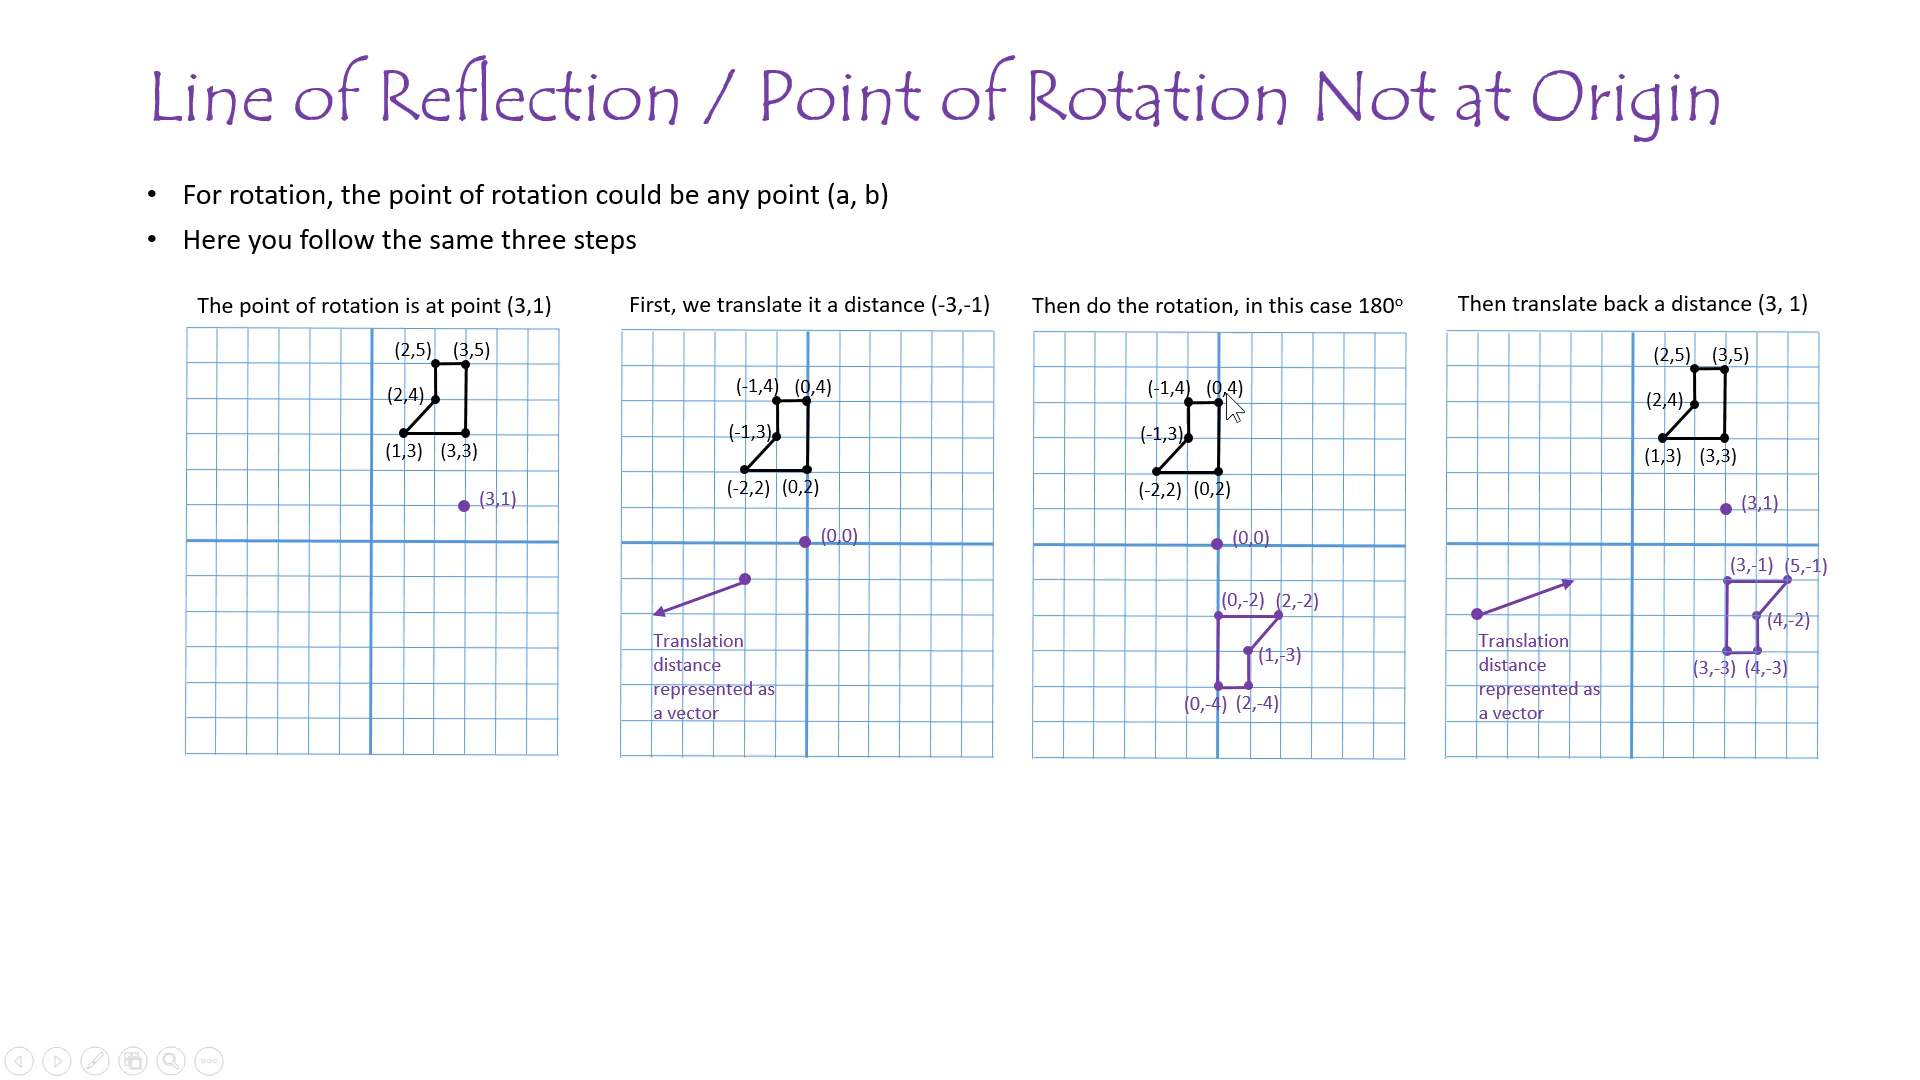 Line of Reflection / Point of Rotation Not at Origin
• For rotation, the point of rotation could be any point (a, b)
• Here you follow the same three steps
The point of rotation is at point (3,1)
(2,5) (3,5)
(2,4)
(1,3) (3,3)
(3,1)
First, we translate it a distance (-3,-1)
(-1,4) (0,4)
(-1,3)
(-2,2) (0,2)
(0,0)
Translation
distance
represented as
a vector
Then do the rotation, in this case 180º
(-1,4) (0,4)
(-1,3)
(-2,2) (0,2)
(0,0)
(0,-2) (2,-2)
(1,-3)
(0,-4) (2,-4)
Then translate back a distance (3, 1)
(2,5) (3,5)
(2,4)
(1,3) (3,3)
(3,1)
(3,-1) (5,-1)
(4,-2)
(3,-3) (4,-3)
Translation
distance
represented as
a vector